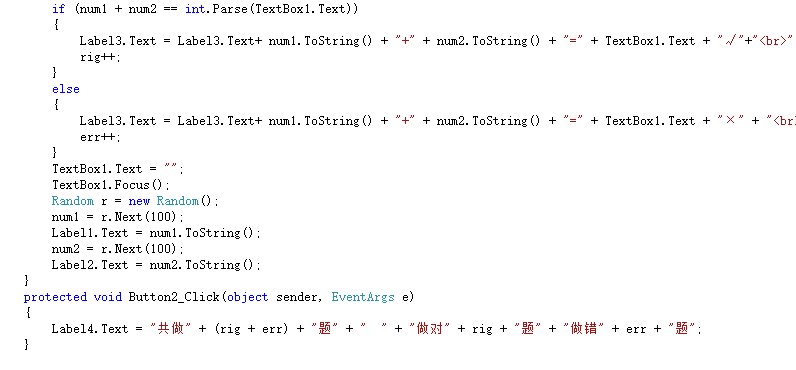 if (num1 + num2 == int.Parse(TextBox1.Text))
{
Label3.Text = Label3.Text+ num1.ToString() + "+" + num2.ToString() + "=" + TextBox1.Text + "√"+"<br>"
rig++;
}
else
{
Label3.Text = Label3.Text+ num1.ToString() + "+" + num2.ToString() + "=" + TextBox1.Text + "×" + "<br
err++;
}
TextBox1.Text = "";
TextBox1.Focus();
Random r = new Random();
num1 = r.Next(100);
Label1.Text = num1.ToString();
num2 = r.Next(100);
Label2.Text = num2.ToString();
}
protected void Button2_Click(object sender, EventArgs e)
{
Label4.Text = "共做" + (rig + err) + "题" + "  " + "做对" + rig + "题" + "做错" + err + "题";
}